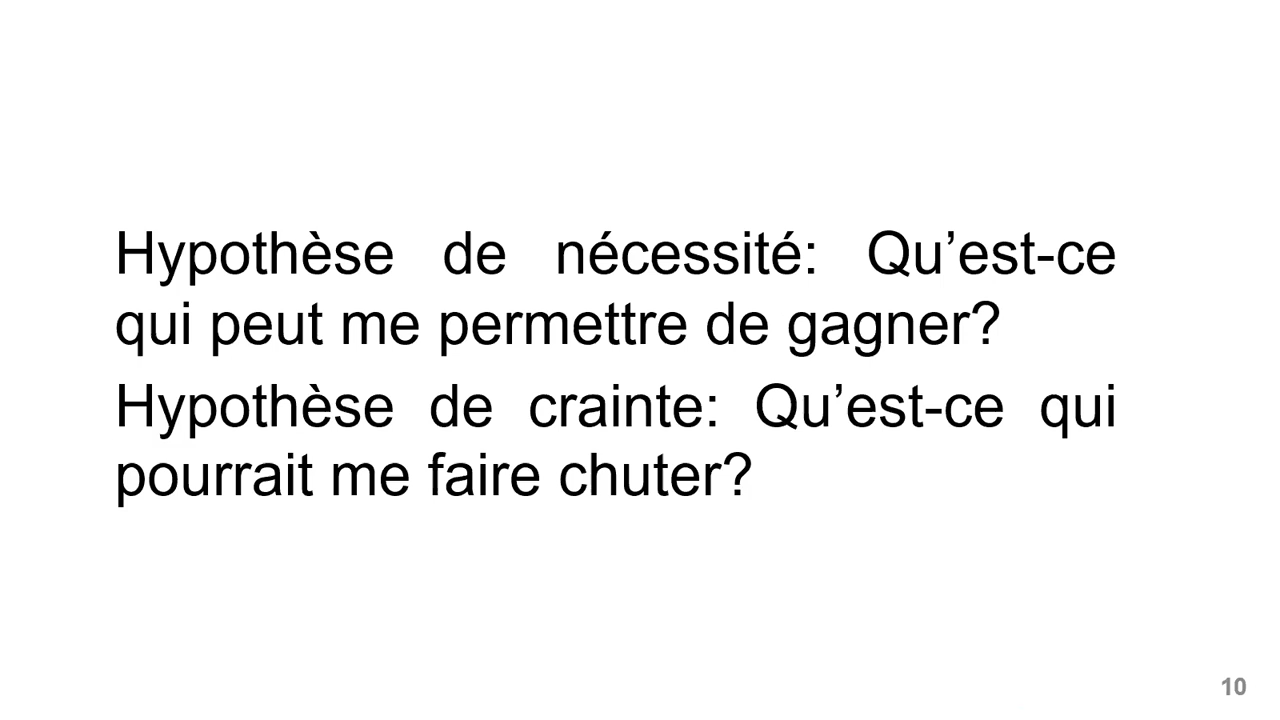 Hypothèse de nécessité: Qu’est-ce
qui peut me permettre de gagner?
Hypothèse de crainte: Qu’est-ce qui
pourrait me faire chuter?
10